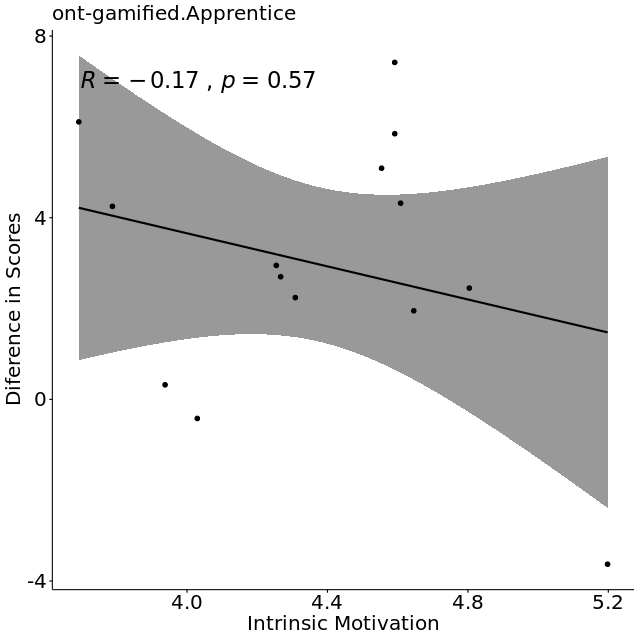 ont-gamified.Apprentice
8
R = −0.17 , p = 0.57
4
0
-4
Diference in Scores
4.0 4.4 4.8 5.2
Intrinsic Motivation